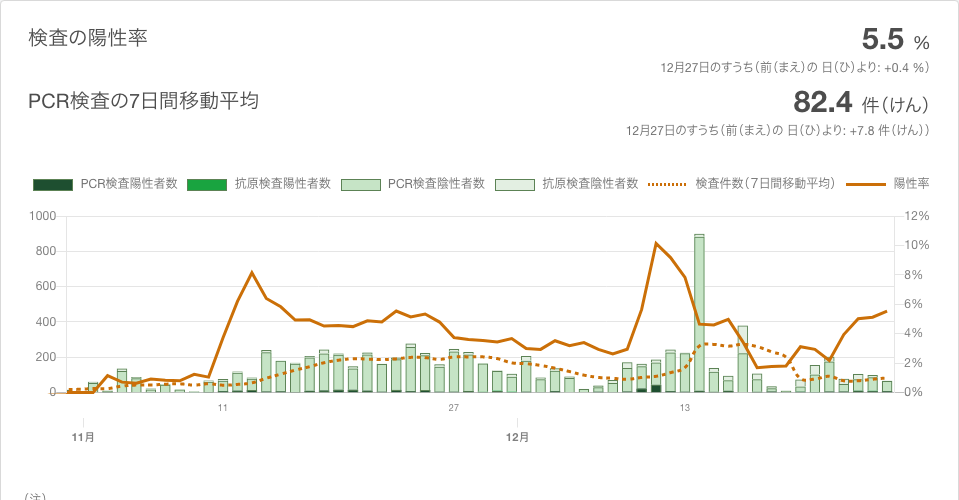 検査の陽性率
5.5 %
12月27日のすうち(前(まえ)の 日(ひ)より: +0.4 %)
PCR検査の7日間移動平均
82.4 件(けん)
12月27日のすうち(前(まえ)の 日(ひ)より: +7.8 件(けん))
PCR検査陽性者数 抗原検査陽性者数 PCR検査陰性者数 抗原検査陰性者数 検査件数(7日間移動平均) 陽性率
1000 12%
10%
800
8%
600
6%
400
4%
200
2%
0 0%
11 27 13
11月 12月
(注)